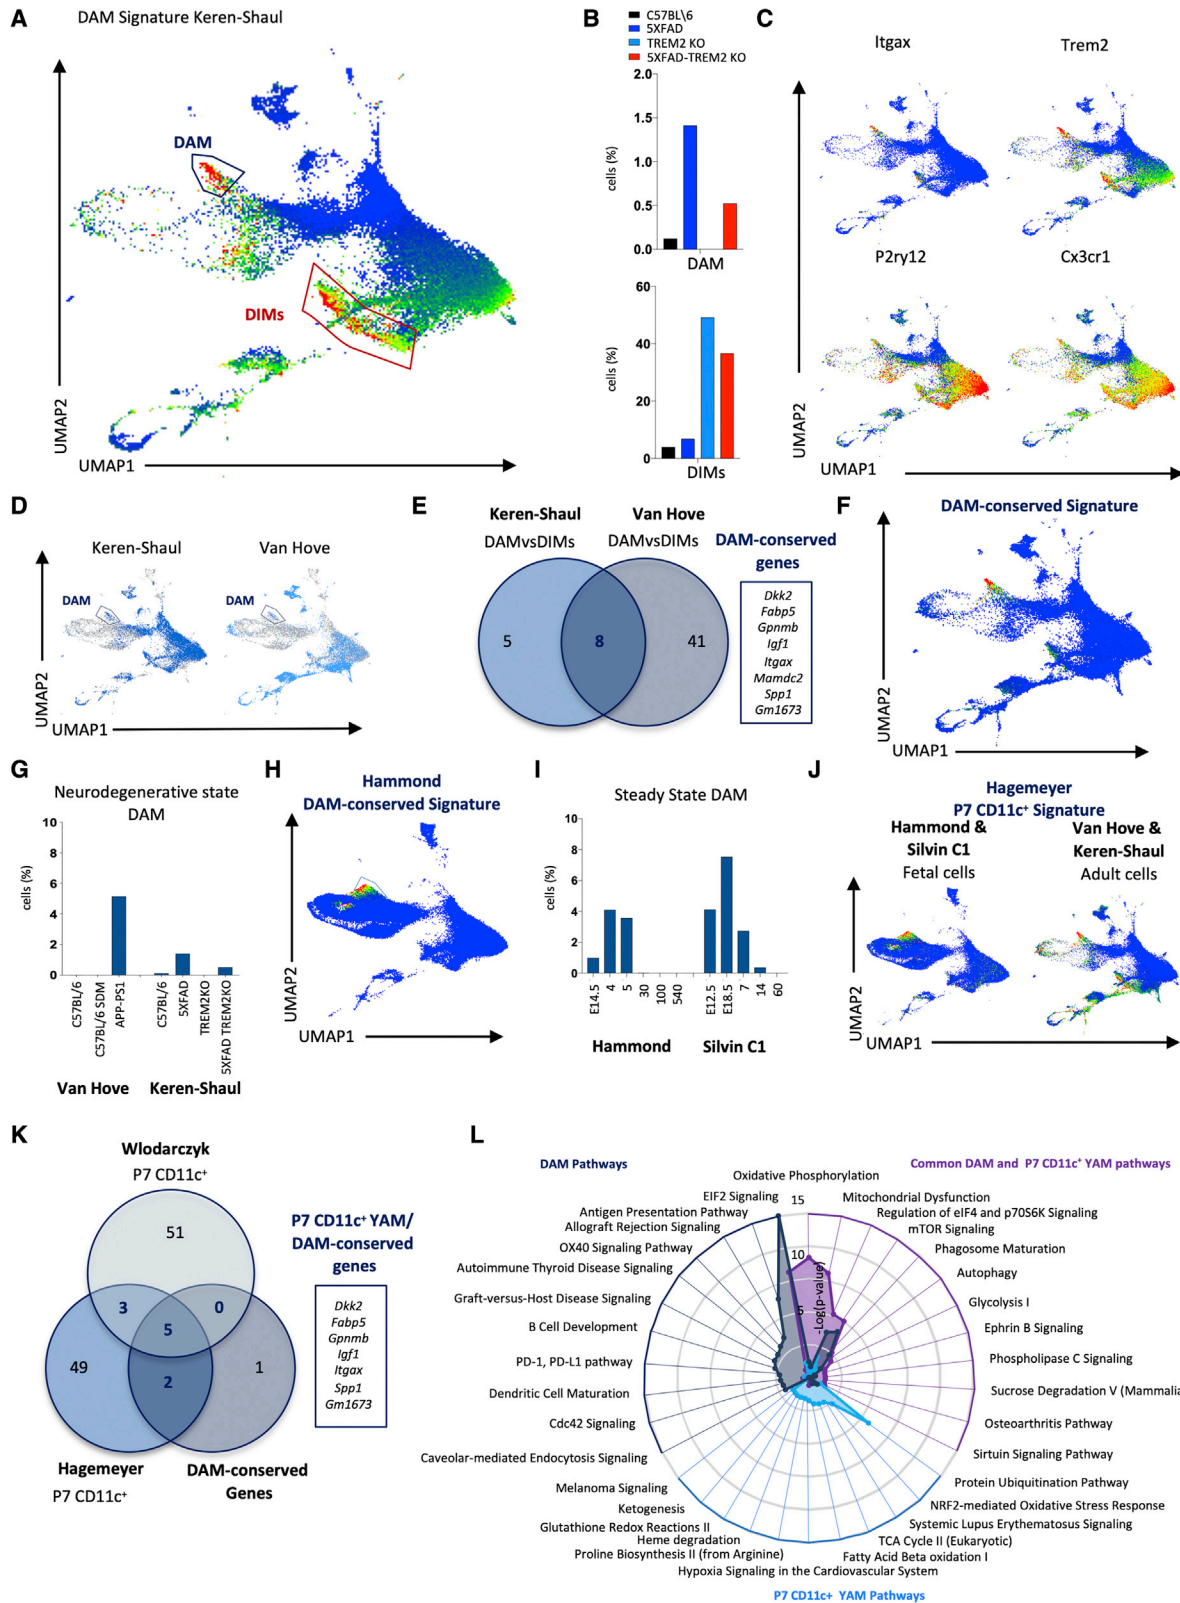 A
DAM Signature Keren-Shaul
DAM
DIMs
UMAP2
UMAP1
B
C57BL\6
5XFAD
TREM2 KO
5XFAD-TREM2 KO
2.0
1.5
1.0
0.5
0.0
cells (%)
DAM
60
40
20
0
cells (%)
DIMs
C
Itgax
Trem2
P2ry12
Cx3cr1
UMAP2
UMAP1
D
Keren-Shaul
Van Hove
DAM
DAM
UMAP2
UMAP1
E
Keren-Shaul
Van Hove
DAMvsDIMs
DAMvsDIMs
5
8
41
DAM-conserved
genes
Dkk2
Fabp5
Gpnmb
Igf1
Itgax
Mamdc2
Spp1
Gm1673
F
DAM-conserved Signature
UMAP2
UMAP1
G
Neurodegenerative state
DAM
10
8
6
4
2
0
cells (%)
C57BL/6
C57BL/6 SDM
APP-PS1
C57BL/6
5XFAD
TREM2KO
5XFAD TREM2KO
Van Hove
Keren-Shaul
H
Hammond
DAM-conserved Signature
UMAP2
UMAP1
I
Steady State DAM
10
8
6
4
2
0
cells (%)
E14.5
4
5
30
100
540
E12.5
E18.5
7
14
60
Hammond
Silvin C1
J
Hagemeyer
P7 CD11c+ Signature
Hammond &
Silvin C1
Fetal cells
Van Hove &
Keren-Shaul
Adult cells
UMAP2
UMAP1
K
Wlodarczyk
P7 CD11c+
51
3
0
5
49
2
1
Hagemeyer
P7 CD11c+
DAM-conserved
Genes
P7 CD11c+ YAM/
DAM-conserved
genes
Dkk2
Fabp5
Gpnmb
Igf1
Itgax
Spp1
Gm1673
L
DAM Pathways
Common DAM and P7 CD11c+ YAM pathways
Oxidative Phosphorylation
15
10
5
-Log(p-value)
Mitochondrial Dysfunction
Regulation of eIF4 and p70S6K Signaling
mTOR Signaling
Phagosome Maturation
Autophagy
Glycolysis I
Ephrin B Signaling
Phospholipase C Signaling
Sucrose Degradation V (Mammalia
Osteoarthritis Pathway
Sirtuin Signaling Pathway
Protein Ubiquitination Pathway
NRF2-mediated Oxidative Stress Response
Systemic Lupus Erythematosus Signaling
TCA Cycle II (Eukaryotic)
Fatty Acid Beta oxidation I
Hypoxia Signaling in the Cardiovascular System
Proline Biosynthesis II (from Arginine)
Heme degradation
Glutathione Redox Reactions II
Ketogenesis
Melanoma Signaling
Caveolar-mediated Endocytosis Signaling
Cdc42 Signaling
Dendritic Cell Maturation
PD-1, PD-L1 pathway
B Cell Development
Graft-versus-Host Disease Signaling
Autoimmune Thyroid Disease Signaling
OX40 Signaling Pathway
Allograft Rejection Signaling
Antigen Presentation Pathway
EIF2 Signaling
P7 CD11c+ YAM Pathways